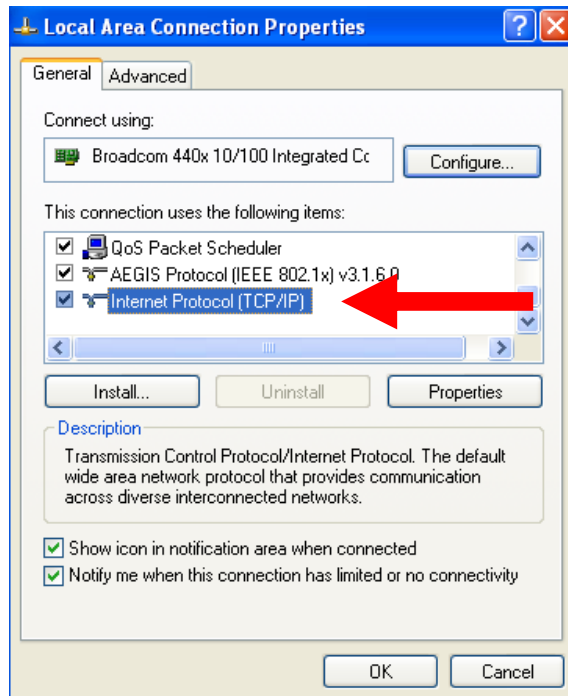 Local Area Connection Properties
General Advanced
Connect using:
Broadcom 440x 10/100 Integrated Cc Configure...
This connection uses the following items:
QoS Packet Scheduler
AEGIS Protocol (IEEE 802.1x) v3.1.6.0
Internet Protocol (TCP/IP)
Install... Uninstall Properties
Description
Transmission Control Protocol/Internet Protocol. The default
wide area network protocol that provides communication
across diverse interconnected networks.
Show icon in notification area when connected
Notify me when this connection has limited or no connectivity
OK Cancel